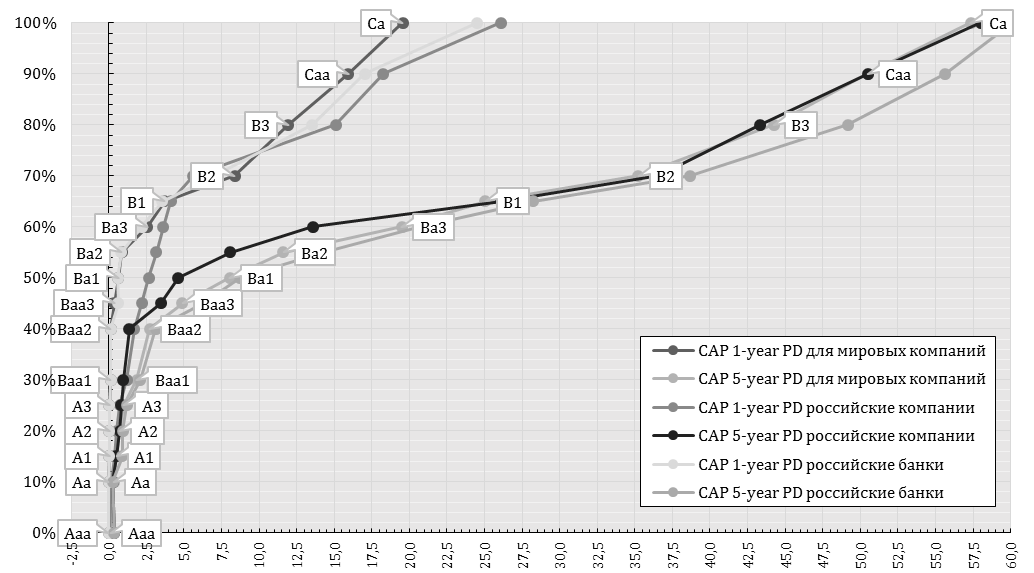 100%
90%
80%
70%
60%
50%
40%
30%
20%
10%
0%
Ca
Caa
B3
B2
B1
Ba3
Ba2
Ba1
Baa3
Baa2
Baa1
A3
A2
A1
Aa
Aaa
Ca
Caa
B3
B2
B1
Ba3
Ba2
Ba1
Baa3
Baa2
Baa1
A3
A2
A1
Aa
Aaa
CAP 1-year PD для мировых компаний
CAP 5-year PD для мировых компаний
CAP 1-year PD российские компании
CAP 5-year PD российские компании
CAP 1-year PD российские банки
CAP 5-year PD российские банки
-2,5
0,0
2,5
5,0
7,5
10,0
12,5
15,0
17,5
20,0
22,5
25,0
27,5
30,0
32,5
35,0
37,5
40,0
42,5
45,0
47,5
50,0
52,5
55,0
57,5
60,0